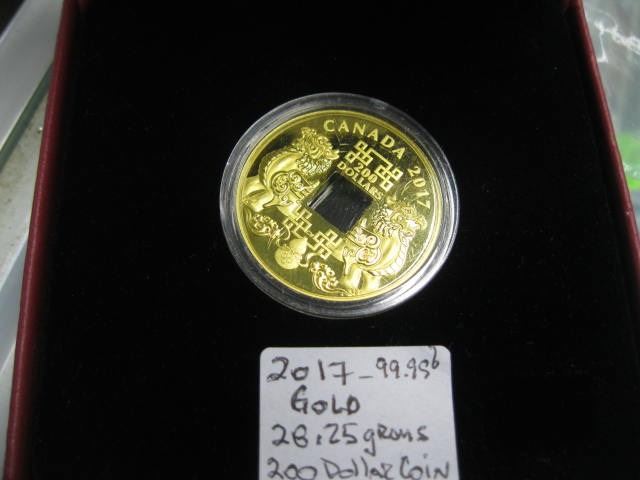 CANADA 2017
200
DOLLARS
2017 - 99.95%
GOLD
28.25 grams
200 Dollar Coin